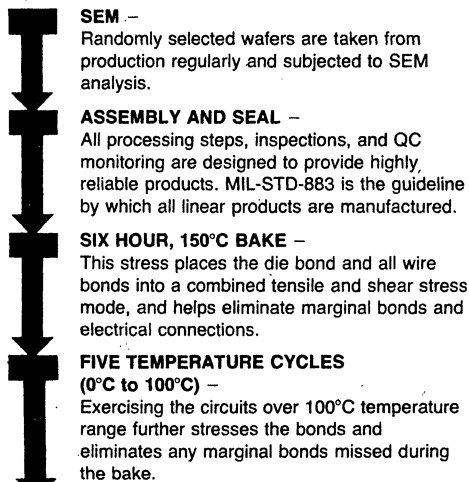 SEM –
Randomly selected wafers are taken from
production regularly and subjected to SEM
analysis.
ASSEMBLY AND SEAL –
All processing steps, inspections, and QC
monitoring are designed to provide highly
reliable products. MIL-STD-883 is the guideline
by which all linear products are manufactured.
SIX HOUR, 150°C BAKE –
This stress places the die bond and all wire
bonds into a combined tensile and shear stress
mode, and helps eliminate marginal bonds and
electrical connections.
FIVE TEMPERATURE CYCLES
(0°C to 100°C) –
Exercising the circuits over 100°C temperature
range further stresses the bonds and
eliminates any marginal bonds missed during
the bake.